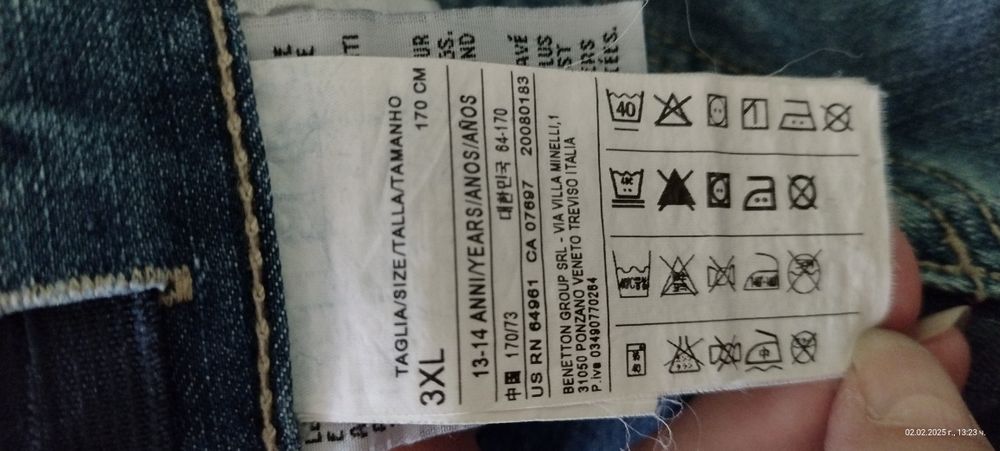 TAGLIA/SIZE/TALLA/TAMANHO
3XL 170 CM
13-14 ANNI/YEARS/ANOS/AÑOS
中国 170/73 대한민국 64-170
US RN 64961 CA 07697 20080183
BENETTON GROUP SRL - VIA VILLA MINELLI,1
31050 PONZANO VENETO TREVISO ITALIA
P.iva 03490770264
40
02.02.2025 г., 13:23 ч.